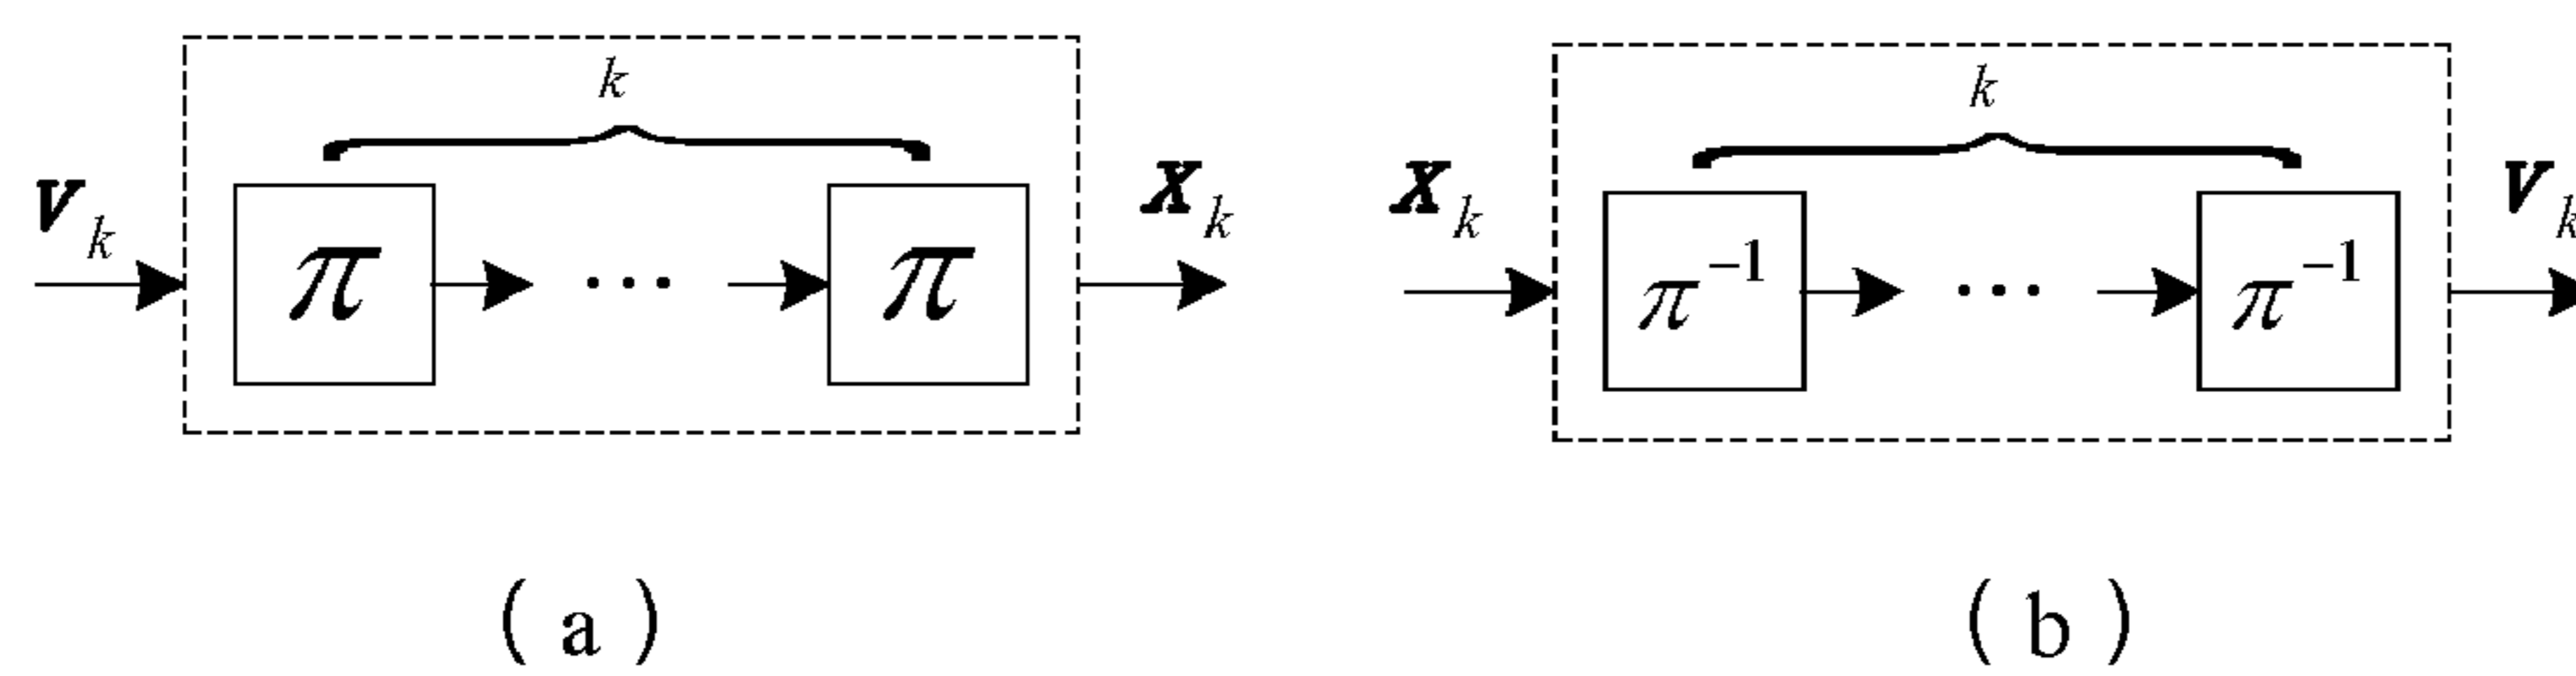 k k
v_k π ··· π x_k x_k π^{-1} ··· π^{-1} v_k
( a ) ( b )